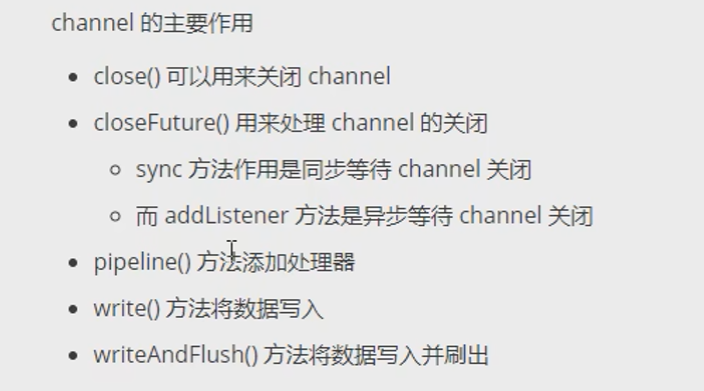 channel 的主要作用
close() 可以用来关闭 channel
closeFuture() 用来处理 channel 的关闭
sync 方法作用是同步等待 channel 关闭
而 addListener 方法是异步等待 channel 关闭
pipeline() 方法添加处理器
write() 方法将数据写入
writeAndFlush() 方法将数据写入并刷出